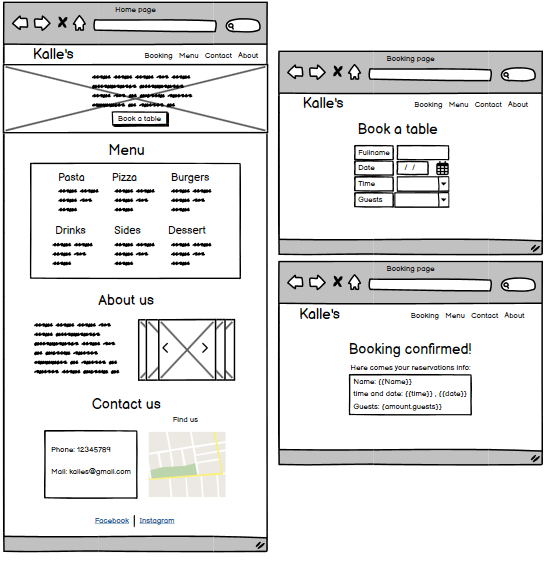 Home page
Kalle's
Booking Menu Contact About
Book a table
Menu
Pasta Pizza Burgers
Drinks Sides Dessert
About us
Contact us
Find us
Phone: 12345789
Mail: kalles@gmail.com
Facebook | Instagram
Booking page
Kalle's
Booking Menu Contact About
Book a table
Fullname
Date / /
Time
Guests
Booking page
Kalle's
Booking Menu Contact About
Booking confirmed!
Here comes your reservations info:
Name: {{Name}}
time and date: {{time}} , {{date}}
Guests: {{amount.guests}}